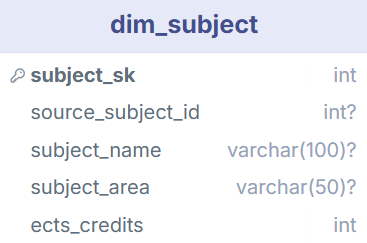 dim_subject
subject_sk int
source_subject_id int?
subject_name varchar(100)?
subject_area varchar(50)?
ects_credits int